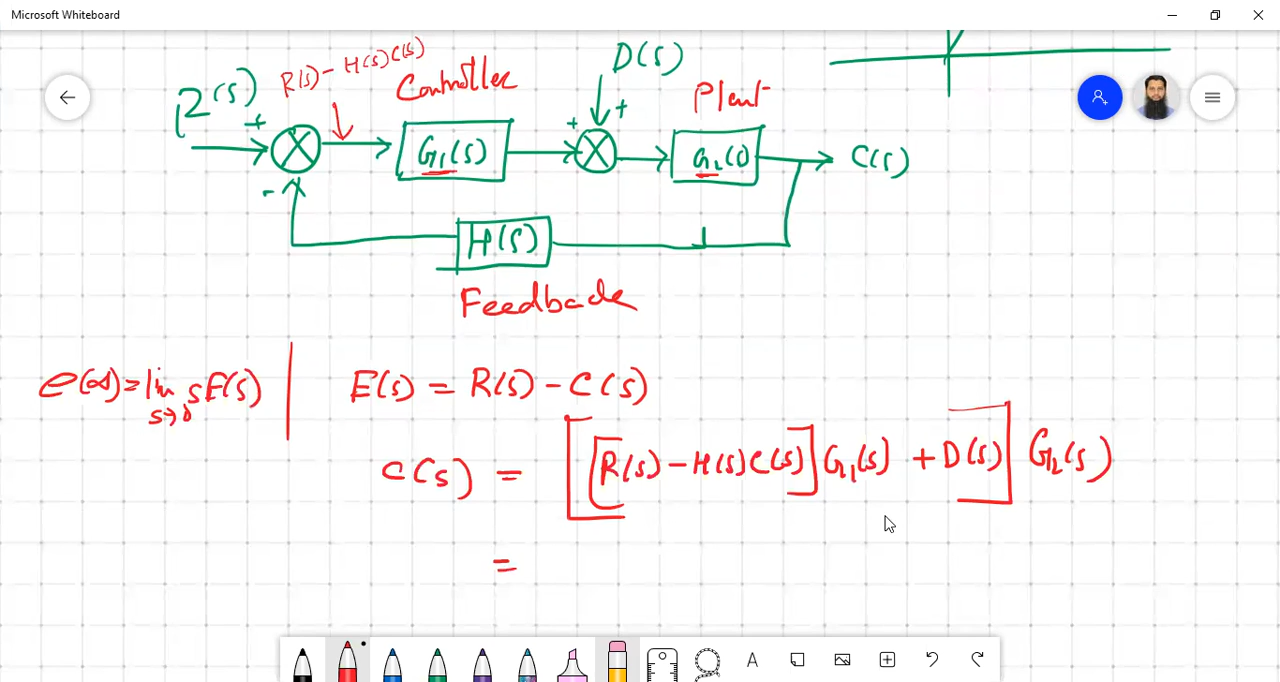 Microsoft Whiteboard
R(s) - H(s)C(s)
Controller
D(s)
Plant
R(s)
+
+
+
G1(s)
G2(s)
C(s)
-
H(s)
Feedback
e(∞) = lim s→0 sE(s)
E(s) = R(s) - C(s)
C(s) = [[R(s) - H(s)C(s)]G1(s) + D(s)] G2(s)
=
A